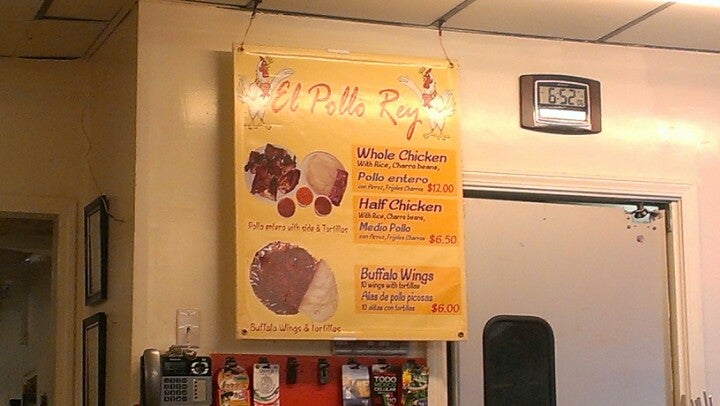 El Pollo Rey
6:52
Whole Chicken
With Rice, Charro beans,
Pollo entero
con Arroz, Frijoles Charros $12.00
Half Chicken
With Rice, Charro beans,
Medio Pollo
con Arroz, Frijoles Charros $6.50
Pollo entero with side & Tortillas
Buffalo Wings
10 wings with tortillas
Alas de pollo picosas
10 alitas con tortillas $6.00
Buffalo Wings & tortillas
TODO
MEXICO
CELULAR